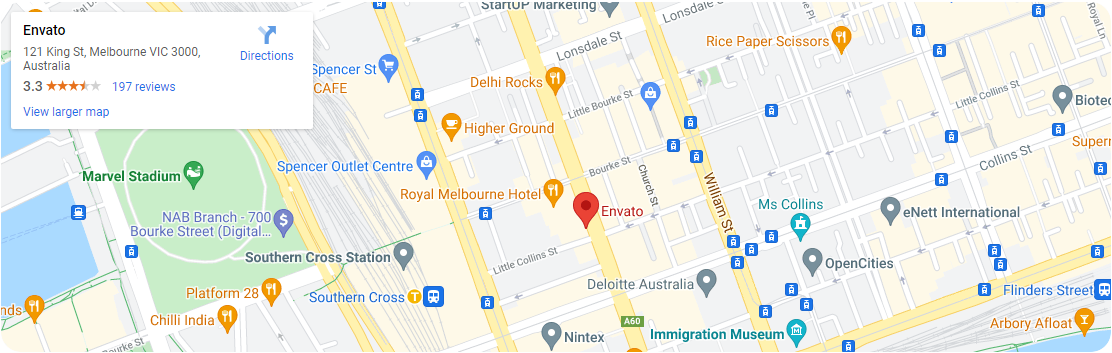 Envato
121 King St, Melbourne VIC 3000,
Australia
3.3
197 reviews
View larger map
Directions
StartUP Marketing
Lonsdale St
Lonsdale St
Rice Paper Scissors
Spencer St
CAFE
Delhi Rocks
Little Bourke St
Little Collins St
Biotec
Higher Ground
Collins St
Super
Spencer Outlet Centre
Bourke St
Church St
William St
Marvel Stadium
Royal Melbourne Hotel
Envato
Ms Collins
eNett International
NAB Branch - 700
Bourke Street (Digital...
Southern Cross Station
Little Collins St
OpenCities
Deloitte Australia
Platform 28
Southern Cross
T
Flinders Street
nds
Chilli India
A60
Nintex
Immigration Museum
Arbory Afloat
Bourke St